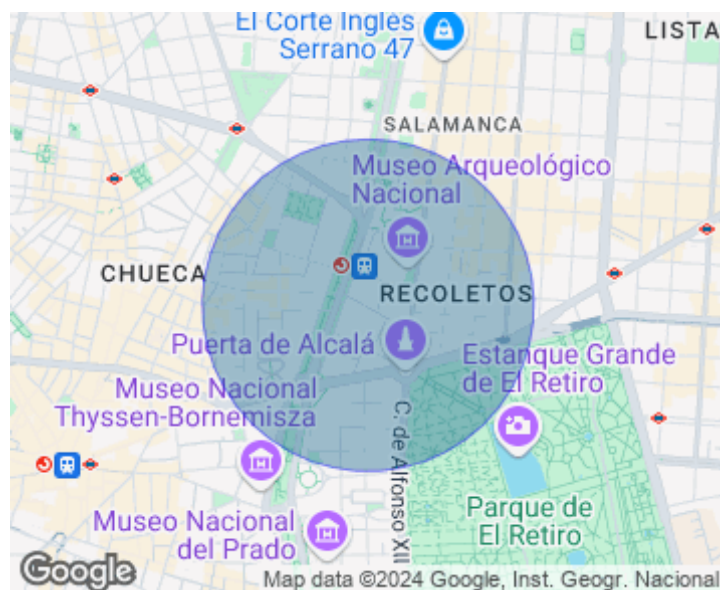 El Corte Inglés
Serrano 47
LISTA
SALAMANCA
Museo Arqueológico
Nacional
CHUECA
RECOLETOS
Puerta de Alcalá
Estanque Grande
de El Retiro
Museo Nacional
Thyssen-Bornemisza
C. de Alfonso XII
Parque de
El Retiro
Museo Nacional
del Prado
Google
Map data ©2024 Google, Inst. Geogr. Nacional